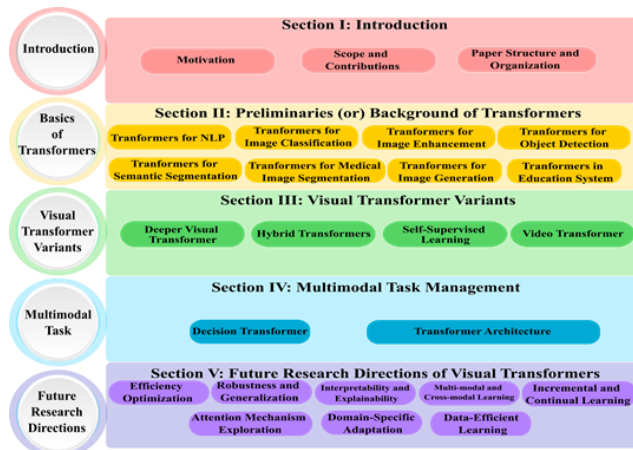 Introduction
Section I: Introduction
Motivation
Scope and
Contributions
Paper Structure and
Organization
Basics
of
Transformers
Section II: Preliminaries (or) Background of Transformers
Tranformers for NLP
Tranformers for
Image Classification
Tranformers for
Image Enhancement
Tranformers for
Object Detection
Tranformers for
Semantic Segmentation
Tranformers for Medical
Image Segmentation
Tranformers for
Image Generation
Tranformers in
Education System
Visual
Transformer
Variants
Section III: Visual Transformer Variants
Deeper Visual
Transformer
Hybrid Transformers
Self-Supervised
Learning
Video Transformer
Multimodal
Task
Section IV: Multimodal Task Management
Decision Transformer
Transformer Architecture
Future
Research
Directions
Section V: Future Research Directions of Visual Transformers
Efficiency
Optimization
Robustness and
Generalization
Interpretability and
Explainability
Multi-modal and
Cross-modal Learning
Incremental and
Continual Learning
Attention Mechanism
Exploration
Domain-Specific
Adaptation
Data-Efficient
Learning